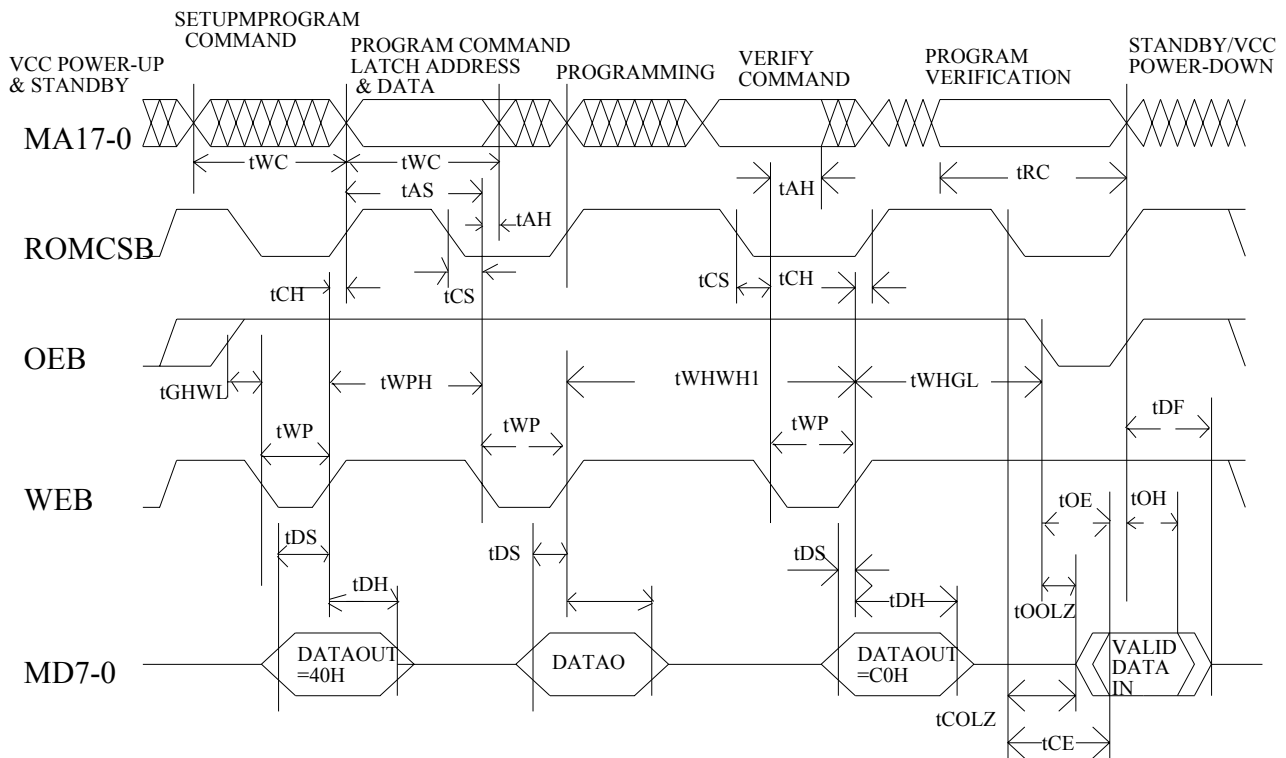 SETUPMPROGRAM
COMMAND
VCC POWER-UP
& STANDBY
PROGRAM COMMAND
LATCH ADDRESS
& DATA
PROGRAMMING
VERIFY
COMMAND
PROGRAM
VERIFICATION
STANDBY/VCC
POWER-DOWN
MA17-0
tWC
tWC
tAS
tAH
tAH
tRC
ROMCSB
tCH
tCS
tCS
tCH
OEB
tGHWL
tWPH
tWHWH1
tWHGL
tDF
tWP
tWP
tWP
WEB
tOE
tOH
tDS
tDS
tDS
tDH
tDH
tOOLZ
MD7-0
DATAOUT
=40H
DATAO
DATAOUT
=C0H
VALID
DATA
IN
tCOLZ
tCE